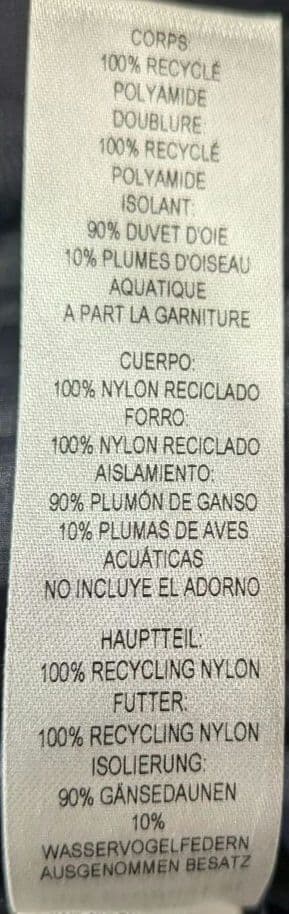 CORPS
100% RECYCLÉ
POLYAMIDE
DOUBLURE
100% RECYCLÉ
POLYAMIDE
ISOLANT:
90% DUVET D'OIE
10% PLUMES D'OISEAU
AQUATIQUE
A PART LA GARNITURE
CUERPO:
100% NYLON RECICLADO
FORRO:
100% NYLON RECICLADO
AISLAMIENTO:
90% PLUMÓN DE GANSO
10% PLUMAS DE AVES
ACUÁTICAS
NO INCLUYE EL ADORNO
HAUPTTEIL:
100% RECYCLING NYLON
FUTTER:
100% RECYCLING NYLON
ISOLIERUNG:
90% GÄNSEDAUNEN
10%
WASSERVOGELFEDERN
AUSGENOMMEN BESATZ